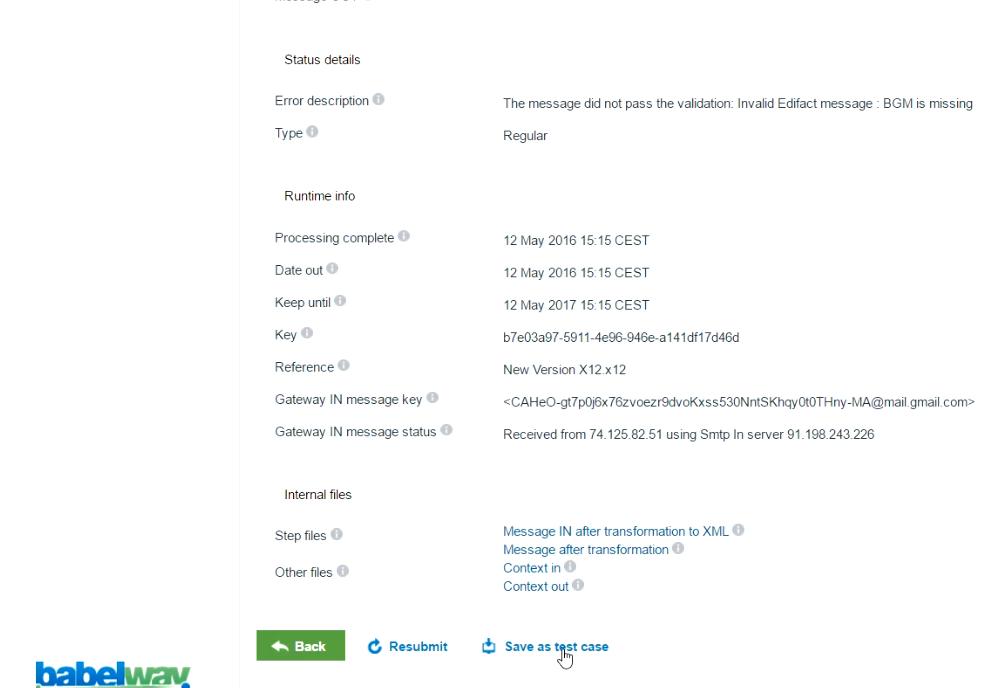 Status details
Error description
The message did not pass the validation: Invalid Edifact message : BGM is missing
Type
Regular
Runtime info
Processing complete
12 May 2016 15:15 CEST
Date out
12 May 2016 15:15 CEST
Keep until
12 May 2017 15:15 CEST
Key
b7e03a97-5911-4e96-946e-a141df17d46d
Reference
New Version X12.x12
Gateway IN message key
<CAHeO-gt7p0j6x76zvoezr9dvoKxss530NntSKhqy0t0THny-MA@mail.gmail.com>
Gateway IN message status
Received from 74.125.82.51 using Smtp In server 91.198.243.226
Internal files
Step files
Message IN after transformation to XML
Message after transformation
Other files
Context in
Context out
Back Resubmit Save as test case
babelway